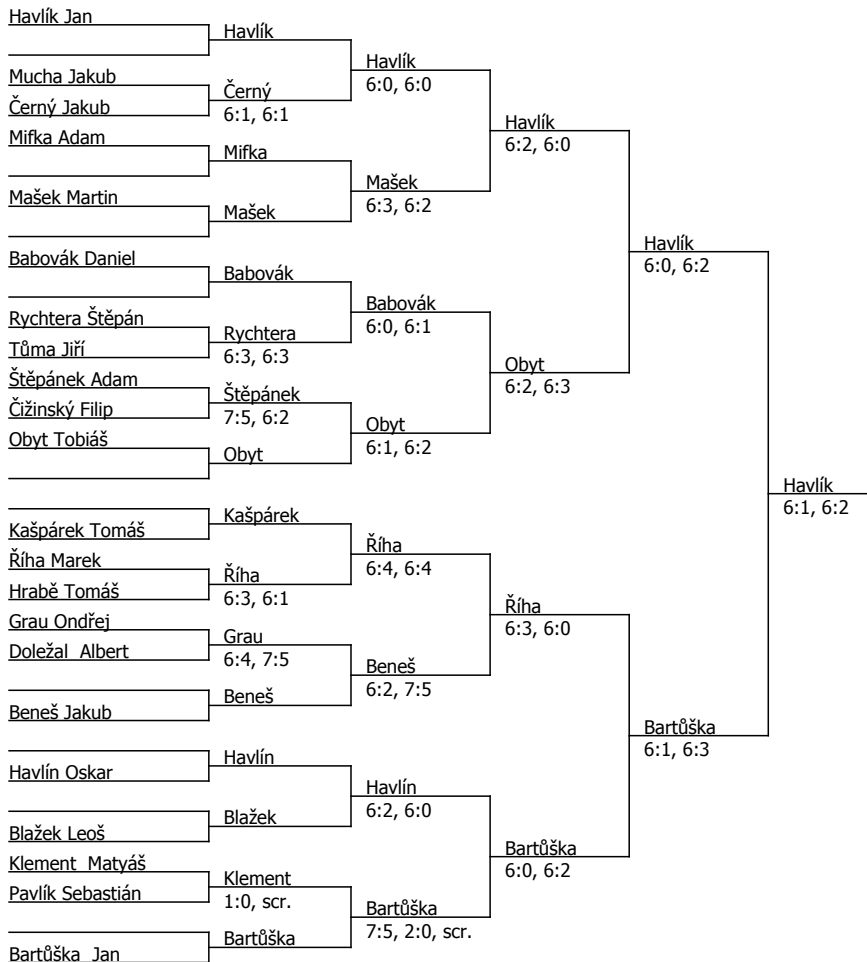 Havlík Jan
Havlík
Havlík
6:0, 6:0
Mucha Jakub
Černý
6:1, 6:1
Černý Jakub
Havlík
6:2, 6:0
Mifka Adam
Mifka
Mašek
6:3, 6:2
Mašek Martin
Mašek
Havlík
6:0, 6:2
Babovák Daniel
Babovák
Babovák
6:0, 6:1
Rychtera Štěpán
Rychtera
6:3, 6:3
Tůma Jiří
Obyt
6:2, 6:3
Štěpánek Adam
Štěpánek
7:5, 6:2
Čižinský Filip
Obyt
6:1, 6:2
Obyt Tobiáš
Obyt
Havlík
6:1, 6:2
Kašpárek
Kašpárek Tomáš
Říha
6:4, 6:4
Říha Marek
Říha
6:3, 6:1
Hrabě Tomáš
Říha
6:3, 6:0
Grau Ondřej
Grau
6:4, 7:5
Doležal  Albert
Beneš
6:2, 7:5
Beneš
Beneš Jakub
Bartůška
6:1, 6:3
Havlín
Havlín Oskar
Havlín
6:2, 6:0
Blažek
Blažek Leoš
Bartůška
6:0, 6:2
Klement  Matyáš
Klement
1:0, scr.
Pavlík Sebastián
Bartůška
7:5, 2:0, scr.
Bartůška
Bartůška  Jan